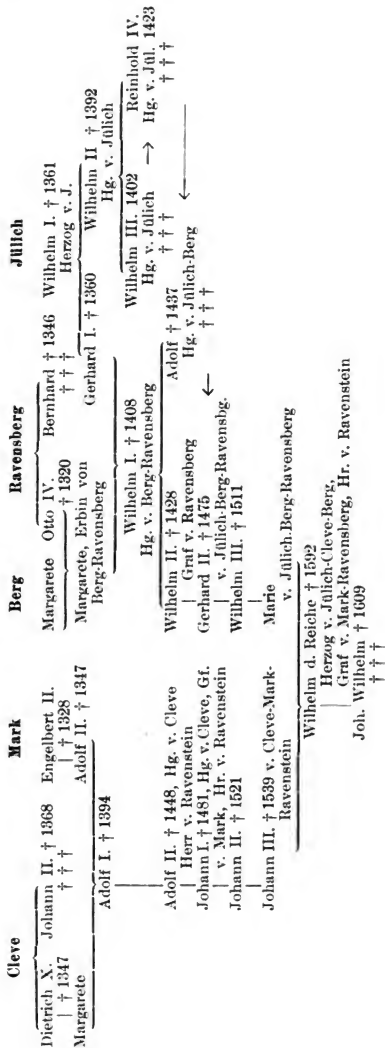 Cleve Mark Berg Ravensberg Jülich
Dietrich X. Johann II. † 1368 Engelbert II. Margarete Otto IV. Bernhard † 1346 Wilhelm I. † 1361
† 1347 † † † † 1328 † 1320 † † † Herzog v. J.
Margarete Adolf II. † 1347 Margarete, Erbin von Gerhard I. † 1360 Wilhelm II † 1392
Berg-Ravensberg Hg. v. Jülich
Adolf I. † 1394
Wilhelm I. † 1408 Wilhelm III. 1402 Reinhold IV.
Hg. v. Berg-Ravensberg Hg. v. Jülich → Hg. v. Jül. 1423
† † † † † †
Adolf II. † 1448, Hg. v. Cleve Wilhelm II. † 1428 Adolf † 1437
Herr v. Ravenstein Graf v. Ravensberg Hg. v. Jülich-Berg
Johann I. † 1481, Hg. v. Cleve, Gf. Gerhard II. † 1475 ← † † †
v. Mark, Hr. v. Ravenstein v. Jülich-Berg-Ravensbg.
Johann II. † 1521 Wilhelm III. † 1511
Johann III. † 1539 v. Cleve-Mark- Marie
Ravenstein v. Jülich-Berg-Ravensberg
Wilhelm d. Reiche † 1592
Herzog v. Jülich-Cleve-Berg,
Graf v. Mark-Ravensberg, Hr. v. Ravenstein
Joh. Wilhelm † 1609
† † †